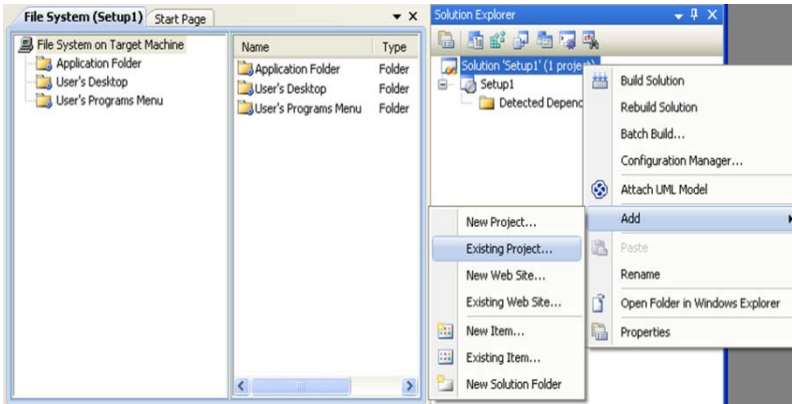 File System (Setup1)
Start Page
File System on Target Machine
Application Folder
User's Desktop
User's Programs Menu
Name
Type
Application Folder
Folder
User's Desktop
Folder
User's Programs Menu
Folder
Solution Explorer
Solution 'Setup1' (1 project)
Setup1
Detected Depenc
Build Solution
Rebuild Solution
Batch Build...
Configuration Manager...
Attach UML Model
Add
Paste
Rename
Open Folder in Windows Explorer
Properties
New Project...
Existing Project...
New Web Site...
Existing Web Site...
New Item...
Existing Item...
New Solution Folder